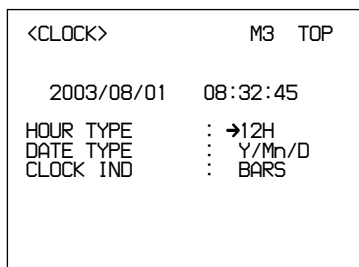 <CLOCK> M3 TOP
2003/08/01 08:32:45
HOUR TYPE : →12H
DATE TYPE : Y/Mn/D
CLOCK IND : BARS